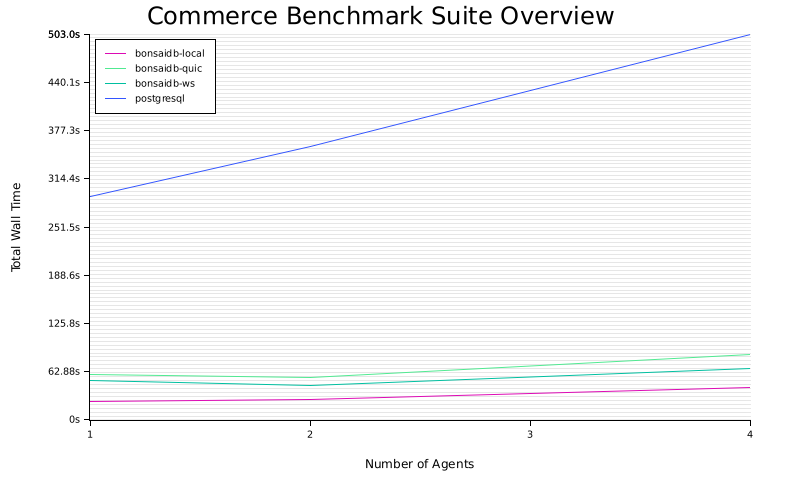 Commerce Benchmark Suite Overview
503.0s
440.1s
377.3s
314.4s
251.5s
188.6s
125.8s
62.88s
0s
bonsaidb-local
bonsaidb-quic
bonsaidb-ws
postgresql
Total Wall Time
1 2 3 4
Number of Agents